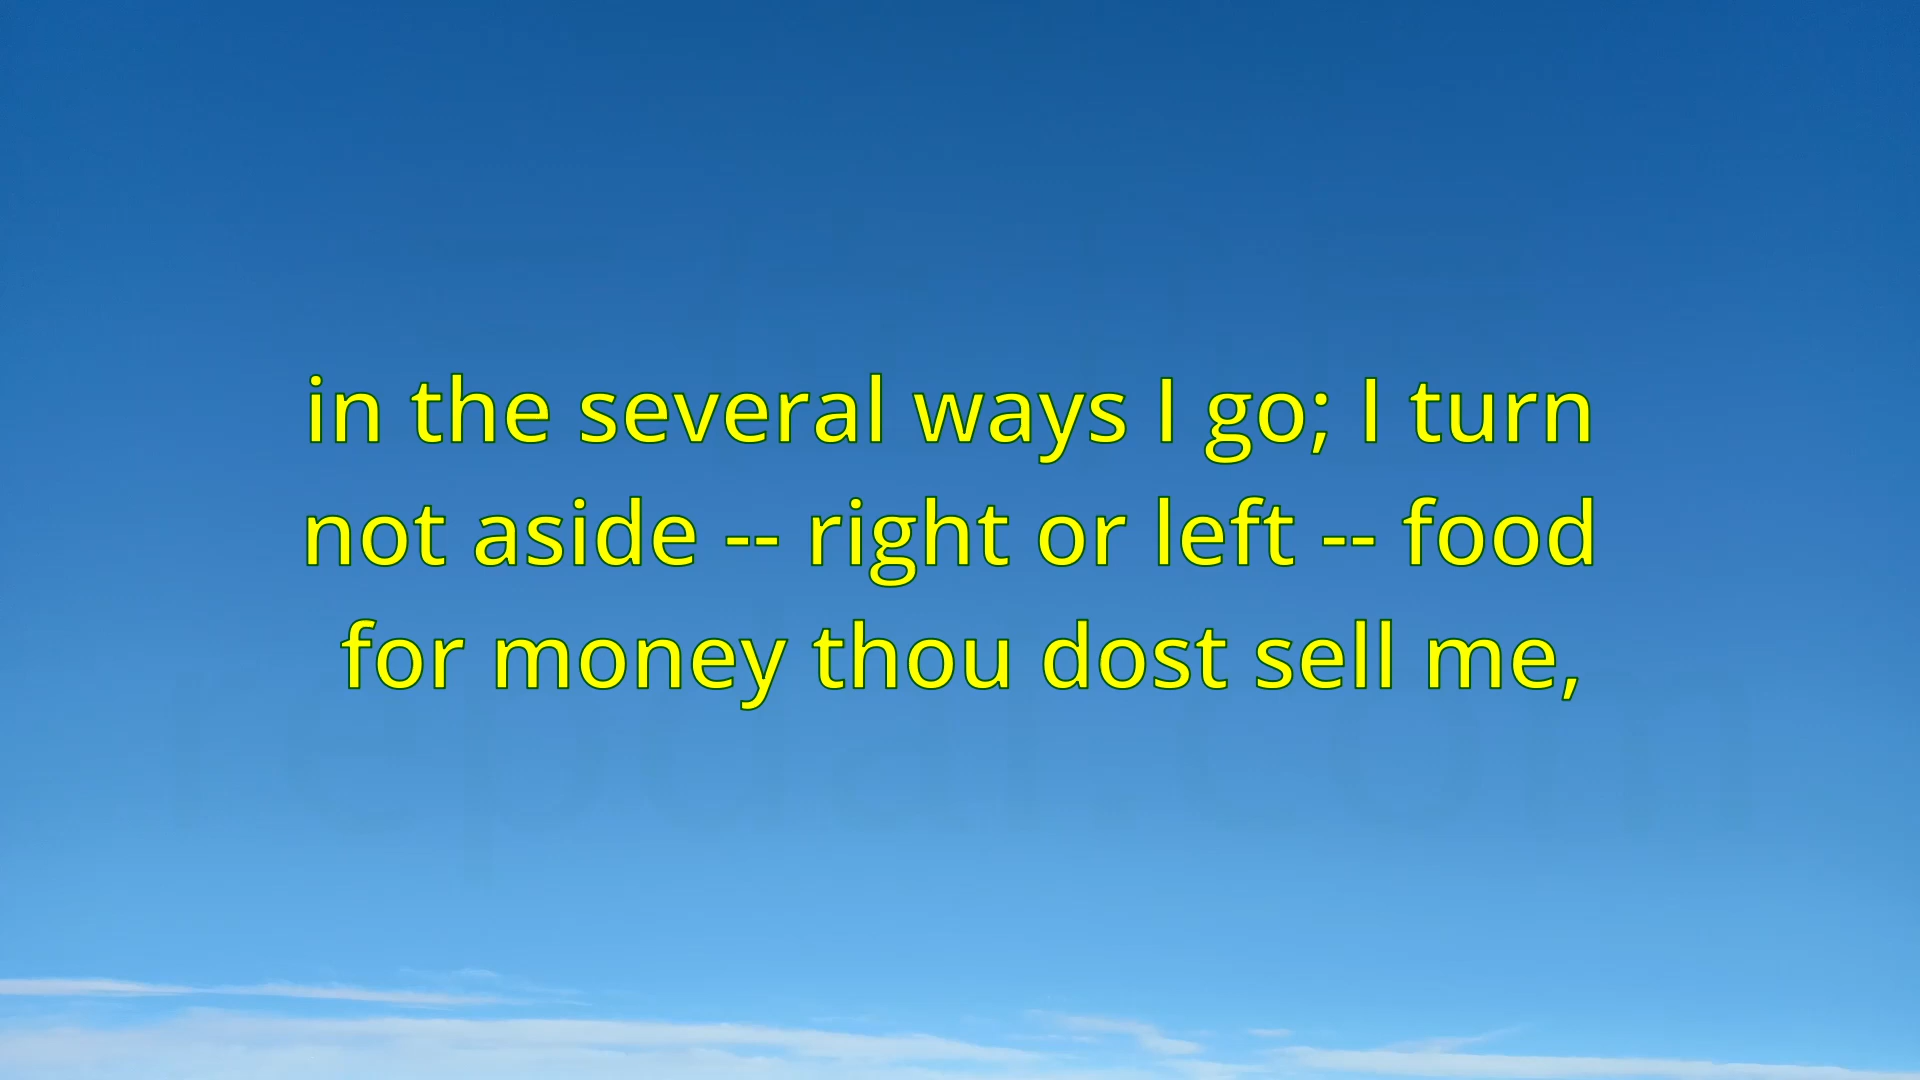 in the several ways I go; I turn
not aside -- right or left -- food
for money thou dost sell me,